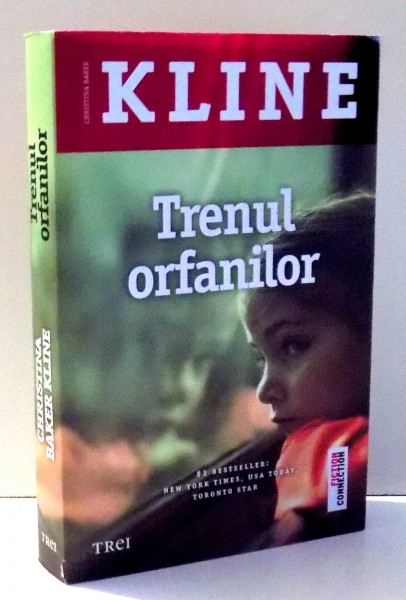 CHRISTINA BAKER
KLINE
Trenul
orfanilor
#1 BESTSELLER:
NEW YORK TIMES, USA TODAY,
TORONTO STAR
FICTION
CONNECTION
TREI
Trenul
orfanilor
CHRISTINA
BAKER KLINE
TREI